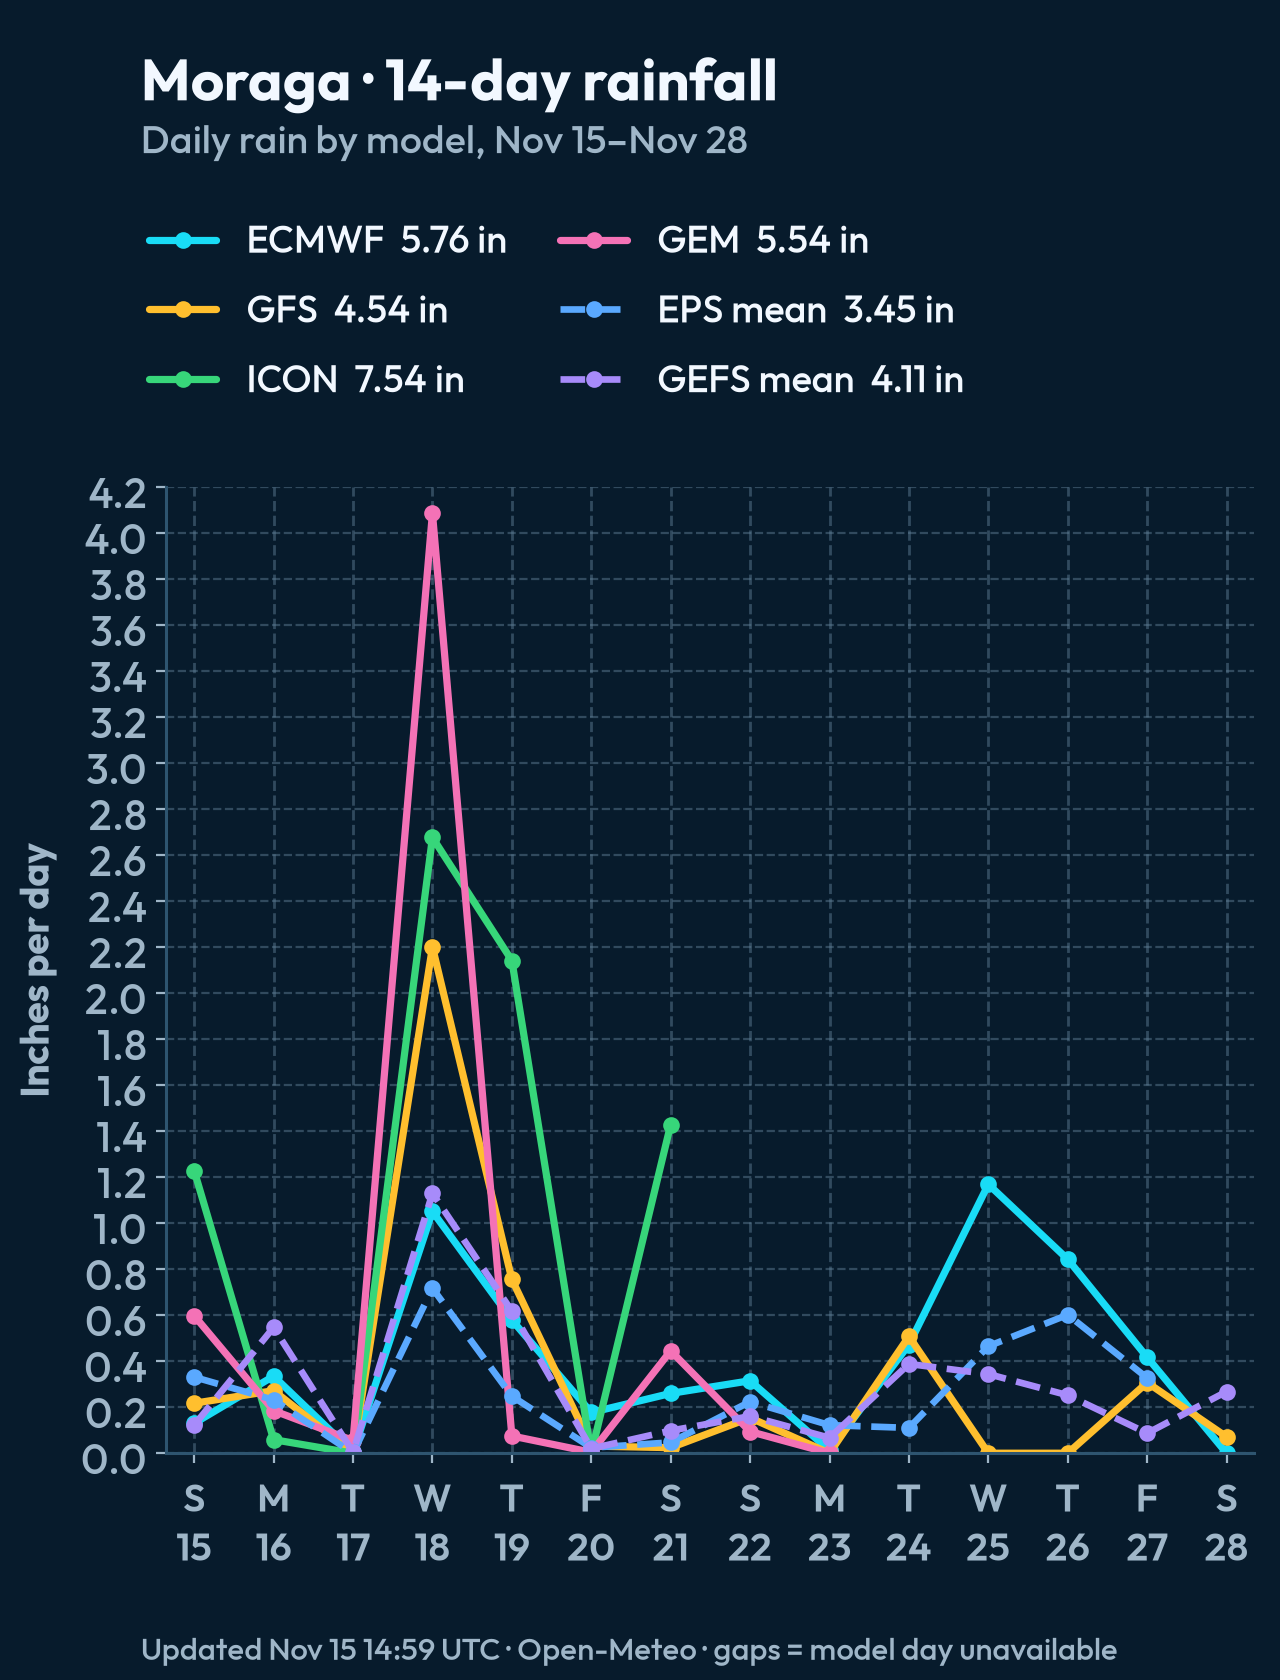 Moraga · 14-day rainfall
Daily rain by model, Nov 15–Nov 28
ECMWF 5.76 in GEM 5.54 in
GFS 4.54 in EPS mean 3.45 in
ICON 7.54 in GEFS mean 4.11 in
Inches per day
4.2
4.0
3.8
3.6
3.4
3.2
3.0
2.8
2.6
2.4
2.2
2.0
1.8
1.6
1.4
1.2
1.0
0.8
0.6
0.4
0.2
0.0
S M T W T F S S M T W T F S
15 16 17 18 19 20 21 22 23 24 25 26 27 28
Updated Nov 15 14:59 UTC · Open-Meteo · gaps = model day unavailable